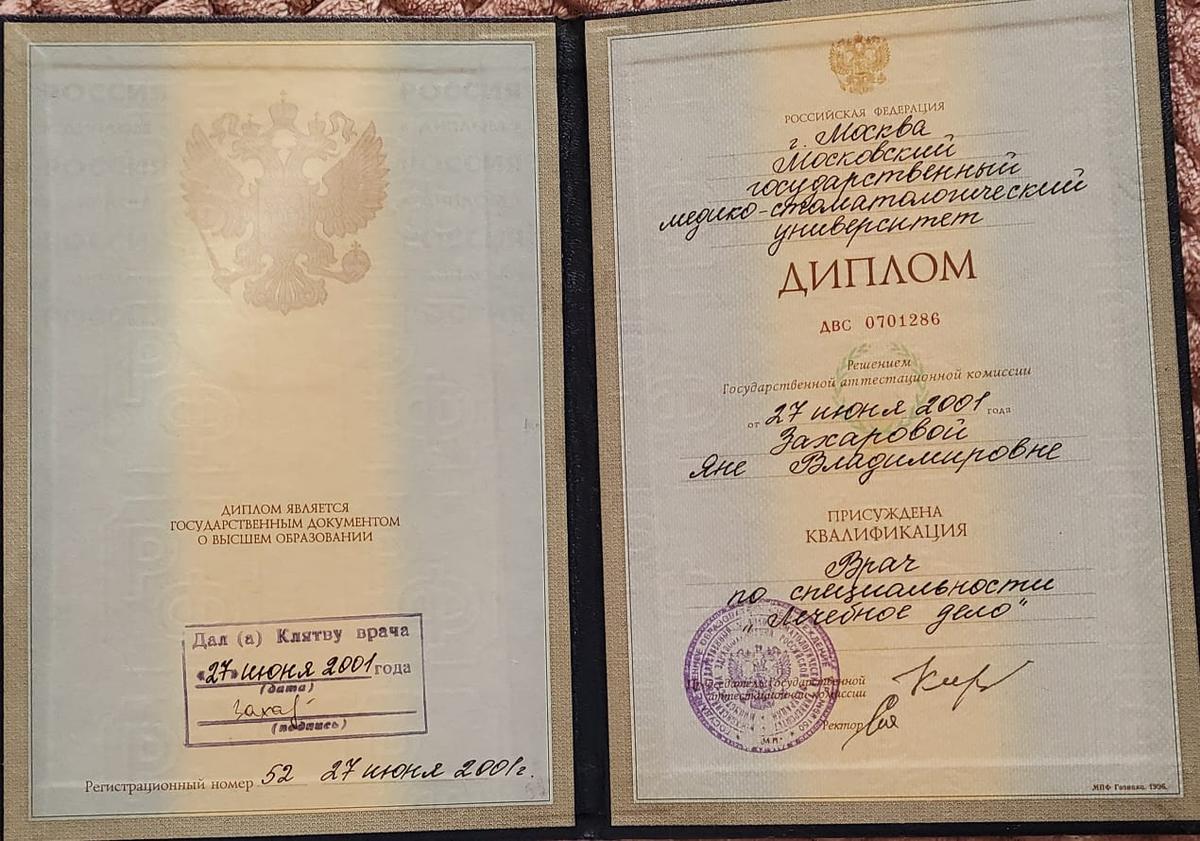 ДИПЛОМ ЯВЛЯЕТСЯ
ГОСУДАРСТВЕННЫМ ДОКУМЕНТОМ
О ВЫСШЕМ ОБРАЗОВАНИИ
Дал (а) Клятву врача
«27» июня 2001 года
(дата)
Захар
(подпись)
Регистрационный номер 52 27 июня 2001г.
РОССИЙСКАЯ ФЕДЕРАЦИЯ
г. Москва
Московский
государственный
медико-стоматологический
университет
ДИПЛОМ
ДВС 0701286
Решением
Государственной аттестационной комиссии
от 27 июня 2001 года
Захаровой
Яне Владимировне
ПРИСУЖДЕНА
КВАЛИФИКАЦИЯ
Врач
по специальности
"Лечебное дело"
Председатель Государственной
аттестационной комиссии
Ректор
МПФ Гознака. 1996.